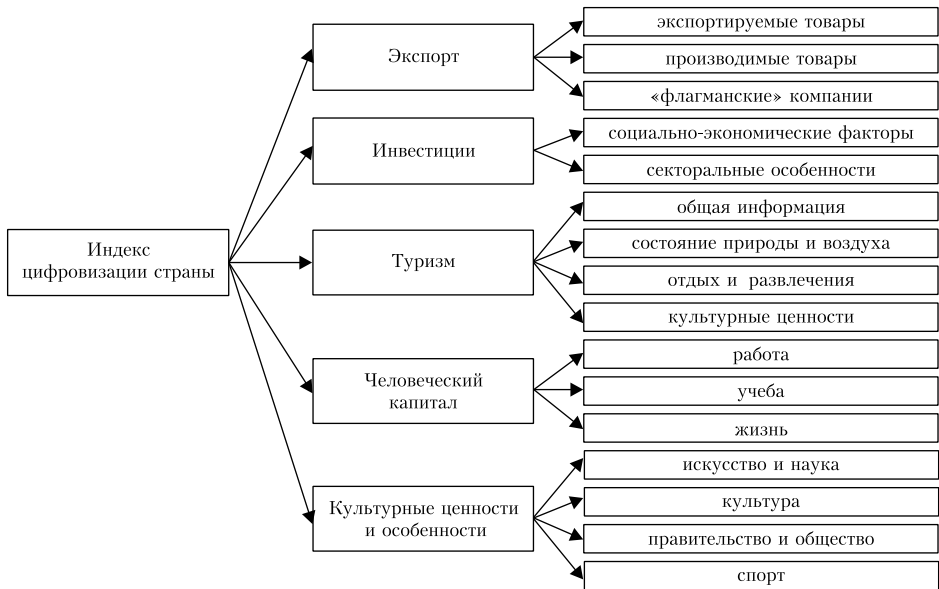 Индекс
цифровизации страны
Экспорт
экспортируемые товары
производимые товары
«флагманские» компании
Инвестиции
социально-экономические факторы
секторальные особенности
Туризм
общая информация
состояние природы и воздуха
отдых и развлечения
культурные ценности
Человеческий
капитал
работа
учеба
жизнь
Культурные ценности
и особенности
искусство и наука
культура
правительство и общество
спорт